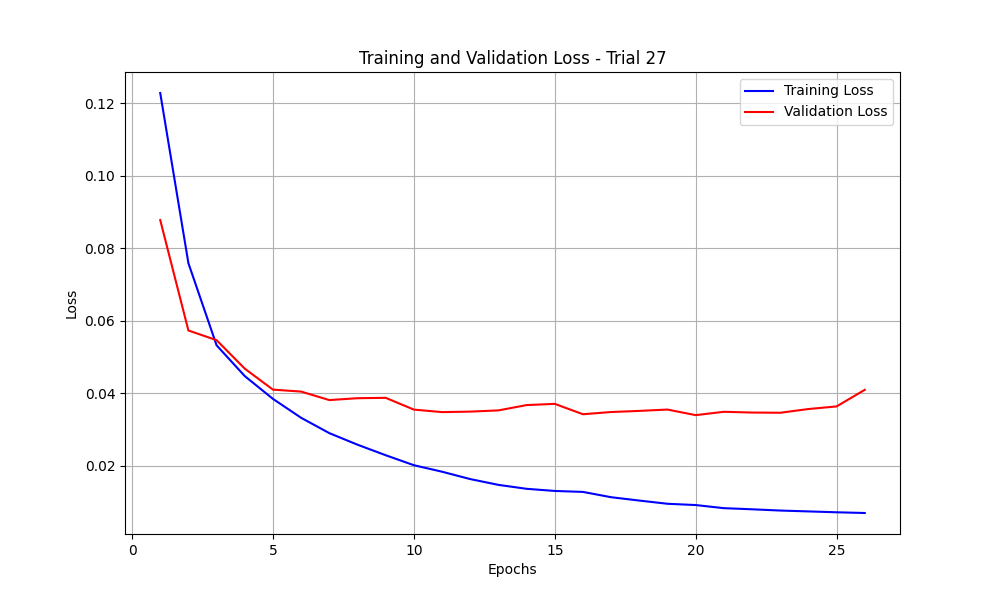 Training and Validation Loss - Trial 27
Training Loss
Validation Loss
0.12
0.10
0.08
0.06
0.04
0.02
Loss
0 5 10 15 20 25
Epochs